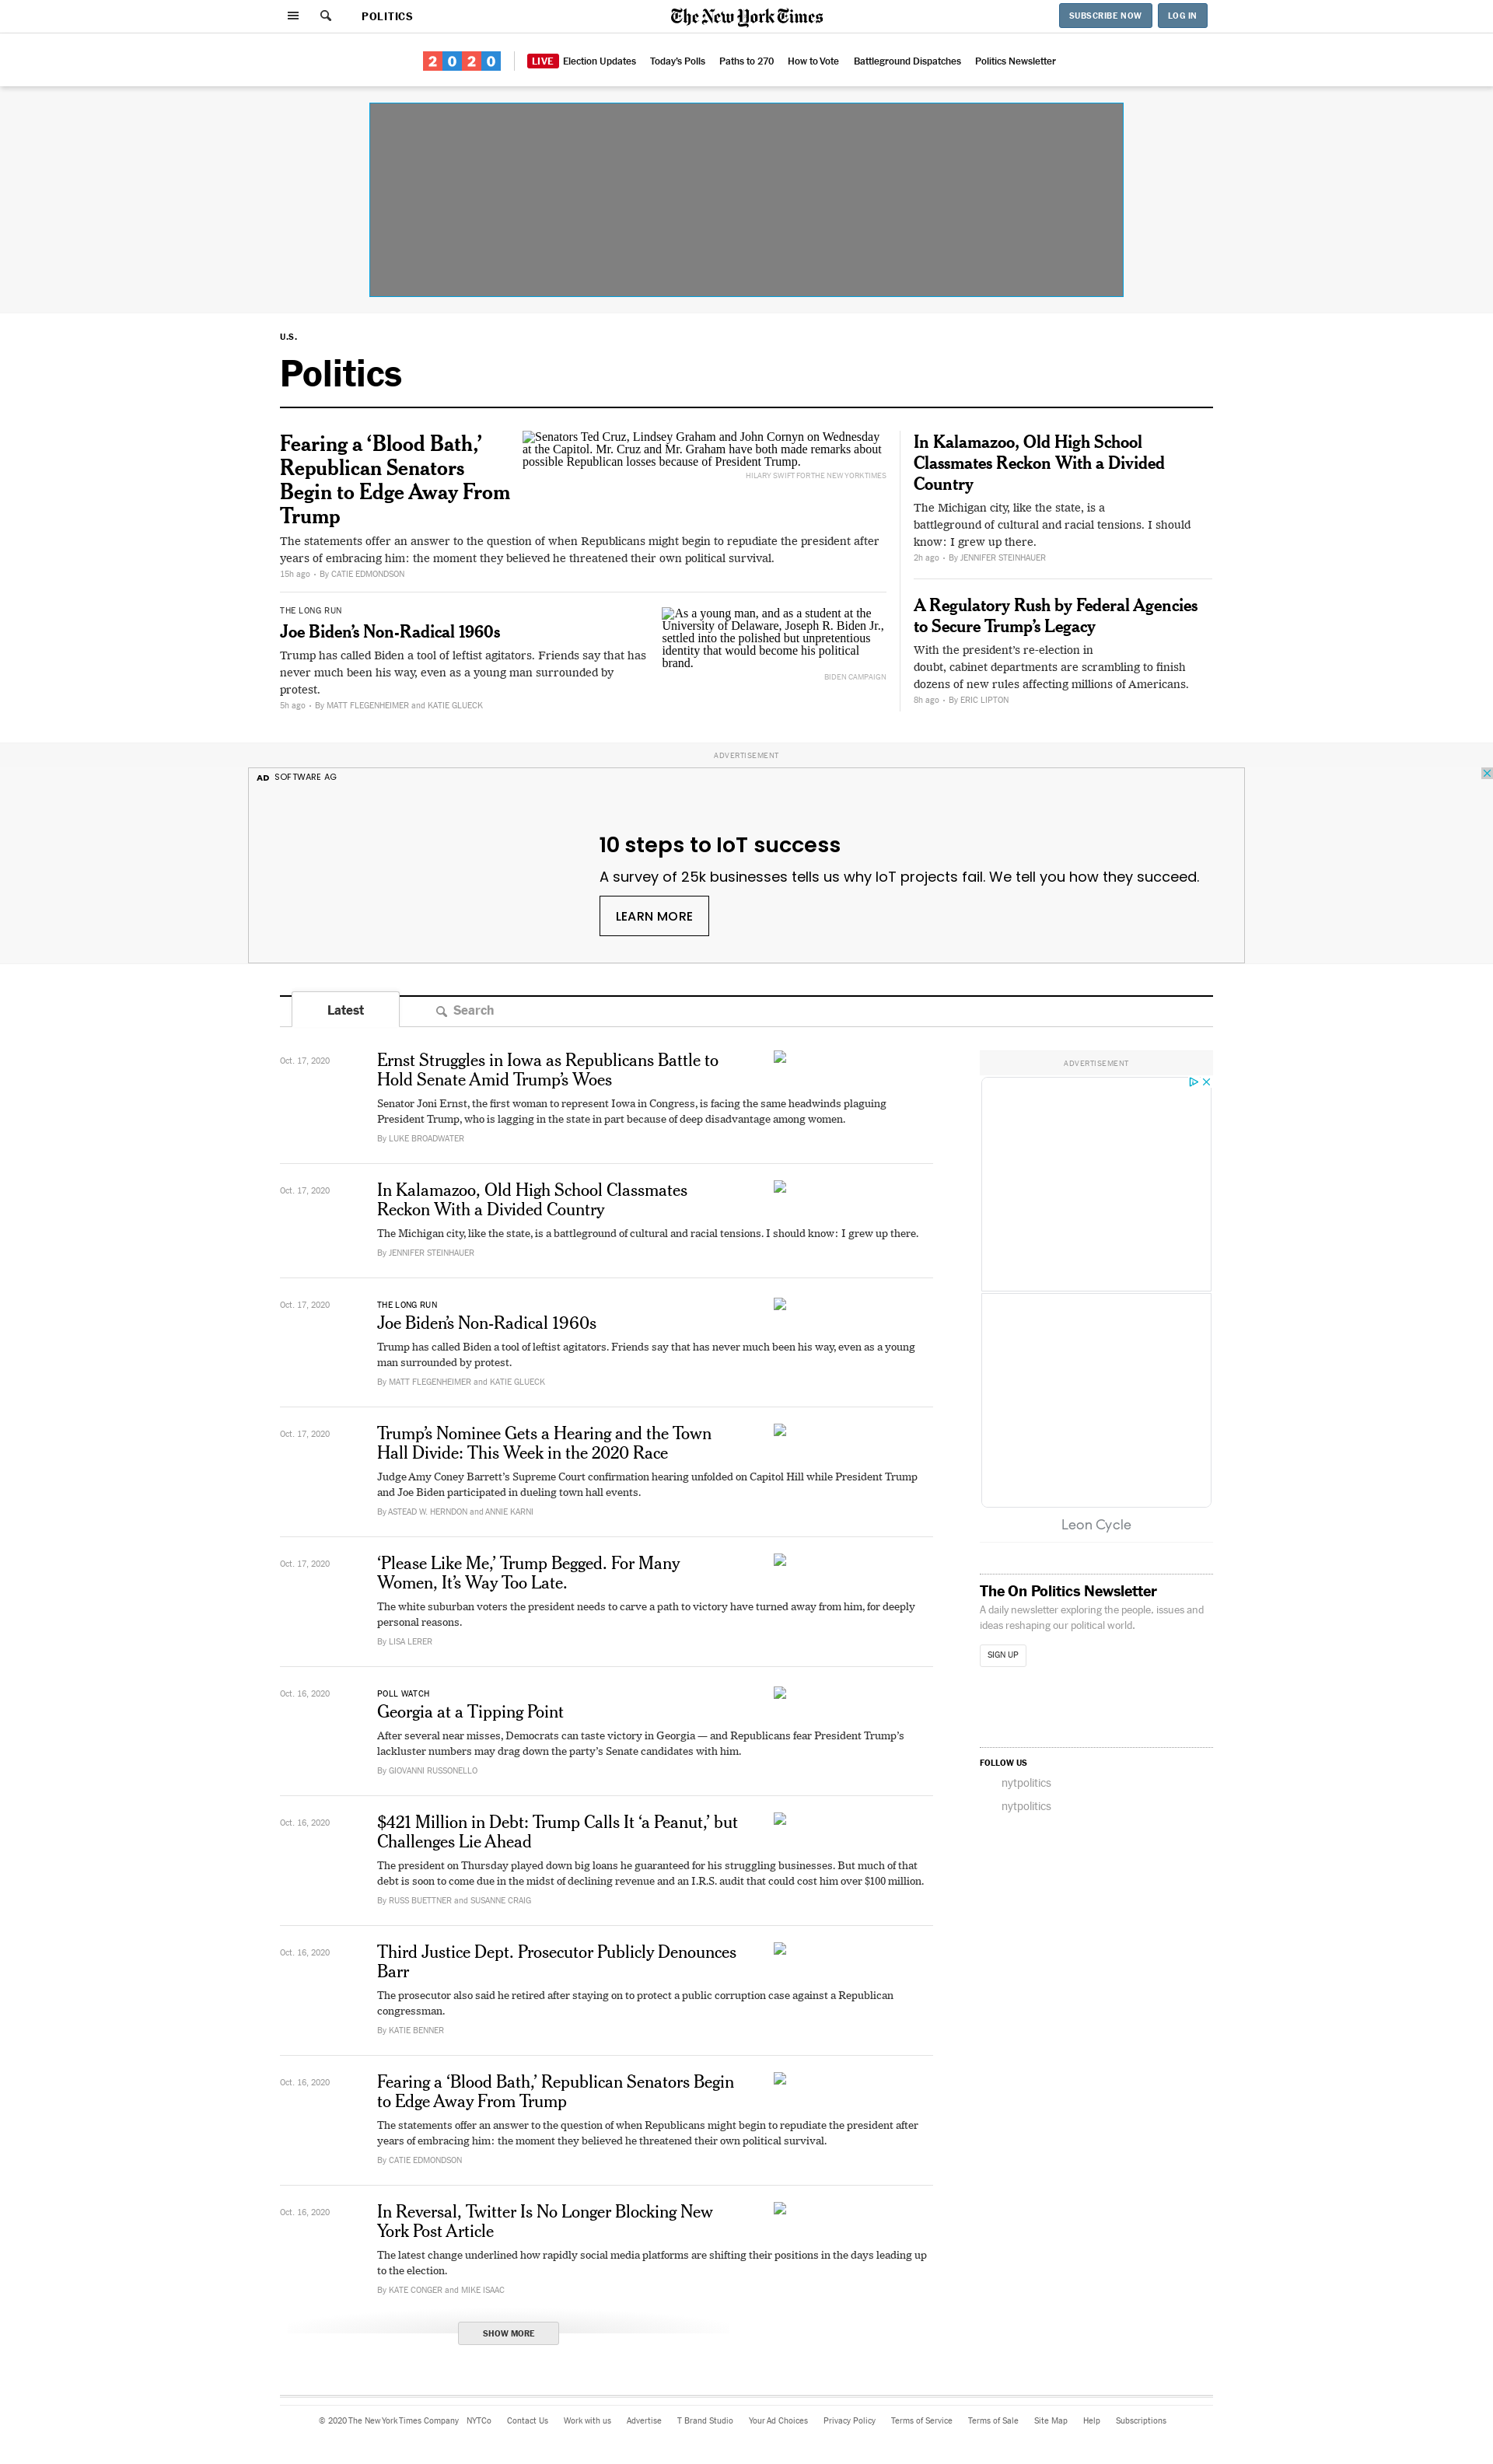 POLITICS
The New York Times
SUBSCRIBE NOW
LOG IN
2020
LIVE Election Updates
Today's Polls
Paths to 270
How to Vote
Battleground Dispatches
Politics Newsletter
U.S.
Politics
Fearing a ‘Blood Bath,’
Republican Senators
Begin to Edge Away From
Trump
Senators Ted Cruz, Lindsey Graham and John Cornyn on Wednesday
at the Capitol. Mr. Cruz and Mr. Graham have both made remarks about
possible Republican losses because of President Trump.
HILARY SWIFT FOR THE NEW YORK TIMES
The statements offer an answer to the question of when Republicans might begin to repudiate the president after
years of embracing him: the moment they believed he threatened their own political survival.
15h ago • By CATIE EDMONDSON
THE LONG RUN
Joe Biden’s Non-Radical 1960s
Trump has called Biden a tool of leftist agitators. Friends say that has
never much been his way, even as a young man surrounded by
protest.
5h ago • By MATT FLEGENHEIMER and KATIE GLUECK
As a young man, and as a student at the
University of Delaware, Joseph R. Biden Jr.,
settled into the polished but unpretentious
identity that would become his political
brand.
BIDEN CAMPAIGN
In Kalamazoo, Old High School
Classmates Reckon With a Divided
Country
The Michigan city, like the state, is a
battleground of cultural and racial tensions. I should
know: I grew up there.
2h ago • By JENNIFER STEINHAUER
A Regulatory Rush by Federal Agencies
to Secure Trump’s Legacy
With the president’s re-election in
doubt, cabinet departments are scrambling to finish
dozens of new rules affecting millions of Americans.
8h ago • By ERIC LIPTON
ADVERTISEMENT
AD SOFTWARE AG
10 steps to IoT success
A survey of 25k businesses tells us why IoT projects fail. We tell you how they succeed.
LEARN MORE
Latest
Search
Oct. 17, 2020
Ernst Struggles in Iowa as Republicans Battle to
Hold Senate Amid Trump’s Woes
Senator Joni Ernst, the first woman to represent Iowa in Congress, is facing the same headwinds plaguing
President Trump, who is lagging in the state in part because of deep disadvantage among women.
By LUKE BROADWATER
Oct. 17, 2020
In Kalamazoo, Old High School Classmates
Reckon With a Divided Country
The Michigan city, like the state, is a battleground of cultural and racial tensions. I should know: I grew up there.
By JENNIFER STEINHAUER
Oct. 17, 2020
THE LONG RUN
Joe Biden’s Non-Radical 1960s
Trump has called Biden a tool of leftist agitators. Friends say that has never much been his way, even as a young
man surrounded by protest.
By MATT FLEGENHEIMER and KATIE GLUECK
Oct. 17, 2020
Trump’s Nominee Gets a Hearing and the Town
Hall Divide: This Week in the 2020 Race
Judge Amy Coney Barrett’s Supreme Court confirmation hearing unfolded on Capitol Hill while President Trump
and Joe Biden participated in dueling town hall events.
By ASTEAD W. HERNDON and ANNIE KARNI
Oct. 17, 2020
‘Please Like Me,’ Trump Begged. For Many
Women, It’s Way Too Late.
The white suburban voters the president needs to carve a path to victory have turned away from him, for deeply
personal reasons.
By LISA LERER
Oct. 16, 2020
POLL WATCH
Georgia at a Tipping Point
After several near misses, Democrats can taste victory in Georgia — and Republicans fear President Trump’s
lackluster numbers may drag down the party’s Senate candidates with him.
By GIOVANNI RUSSONELLO
Oct. 16, 2020
$421 Million in Debt: Trump Calls It ‘a Peanut,’ but
Challenges Lie Ahead
The president on Thursday played down big loans he guaranteed for his struggling businesses. But much of that
debt is soon to come due in the midst of declining revenue and an I.R.S. audit that could cost him over $100 million.
By RUSS BUETTNER and SUSANNE CRAIG
Oct. 16, 2020
Third Justice Dept. Prosecutor Publicly Denounces
Barr
The prosecutor also said he retired after staying on to protect a public corruption case against a Republican
congressman.
By KATIE BENNER
Oct. 16, 2020
Fearing a ‘Blood Bath,’ Republican Senators Begin
to Edge Away From Trump
The statements offer an answer to the question of when Republicans might begin to repudiate the president after
years of embracing him: the moment they believed he threatened their own political survival.
By CATIE EDMONDSON
Oct. 16, 2020
In Reversal, Twitter Is No Longer Blocking New
York Post Article
The latest change underlined how rapidly social media platforms are shifting their positions in the days leading up
to the election.
By KATE CONGER and MIKE ISAAC
SHOW MORE
ADVERTISEMENT
Leon Cycle
The On Politics Newsletter
A daily newsletter exploring the people, issues and
ideas reshaping our political world.
SIGN UP
FOLLOW US
nytpolitics
nytpolitics
© 2020 The New York Times Company
NYTCo
Contact Us
Work with us
Advertise
T Brand Studio
Your Ad Choices
Privacy Policy
Terms of Service
Terms of Sale
Site Map
Help
Subscriptions